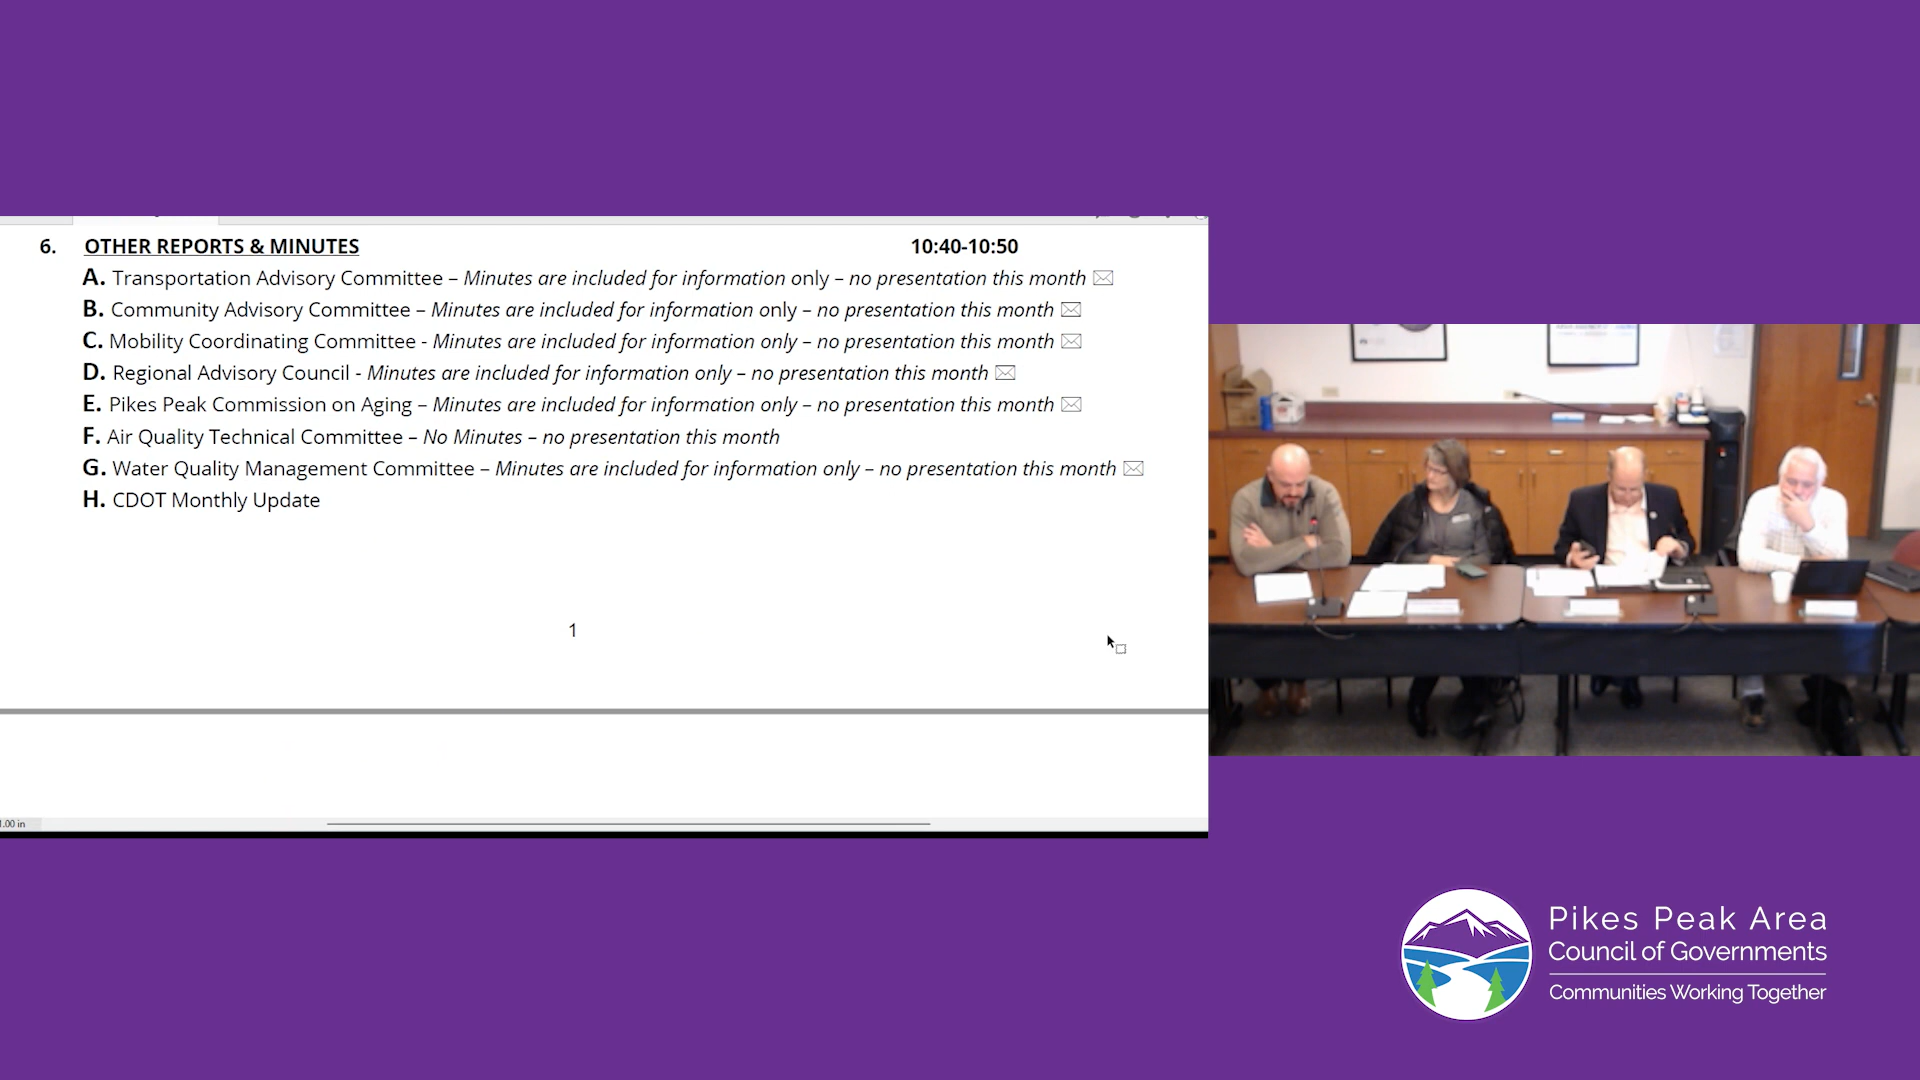 6. OTHER REPORTS & MINUTES 10:40-10:50
A. Transportation Advisory Committee – Minutes are included for information only – no presentation this month
B. Community Advisory Committee – Minutes are included for information only – no presentation this month
C. Mobility Coordinating Committee - Minutes are included for information only – no presentation this month
D. Regional Advisory Council - Minutes are included for information only – no presentation this month
E. Pikes Peak Commission on Aging – Minutes are included for information only – no presentation this month
F. Air Quality Technical Committee – No Minutes – no presentation this month
G. Water Quality Management Committee – Minutes are included for information only – no presentation this month
H. CDOT Monthly Update
1
Pikes Peak Area
Council of Governments
Communities Working Together